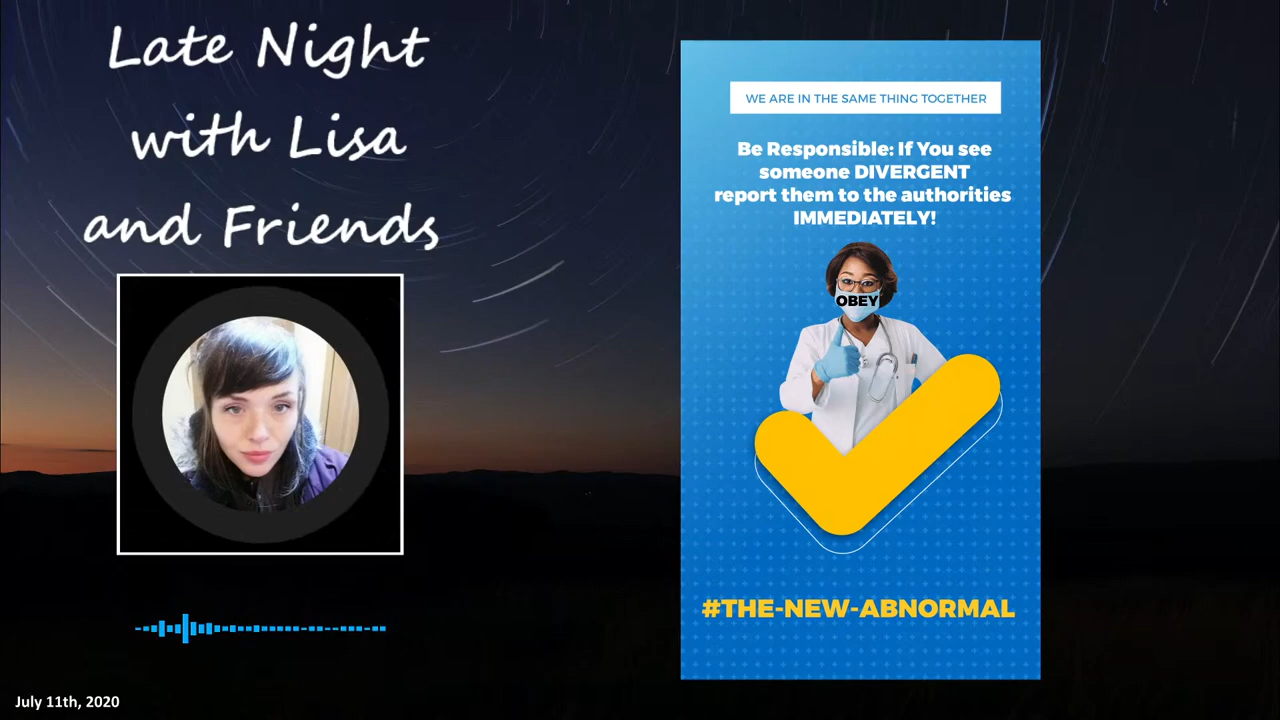 Late Night
with Lisa
and Friends
WE ARE IN THE SAME THING TOGETHER
Be Responsible: If You see
someone DIVERGENT
report them to the authorities
IMMEDIATELY!
OBEY
#THE-NEW-ABNORMAL
July 11th, 2020